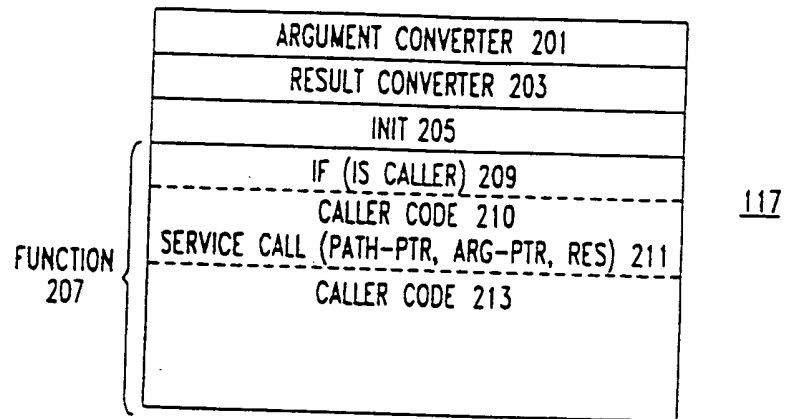 ARGUMENT CONVERTER 201
RESULT CONVERTER 203
INIT 205
IF (IS CALLER) 209
CALLER CODE 210
SERVICE CALL (PATH-PTR, ARG-PTR, RES) 211
CALLER CODE 213
FUNCTION
207
117